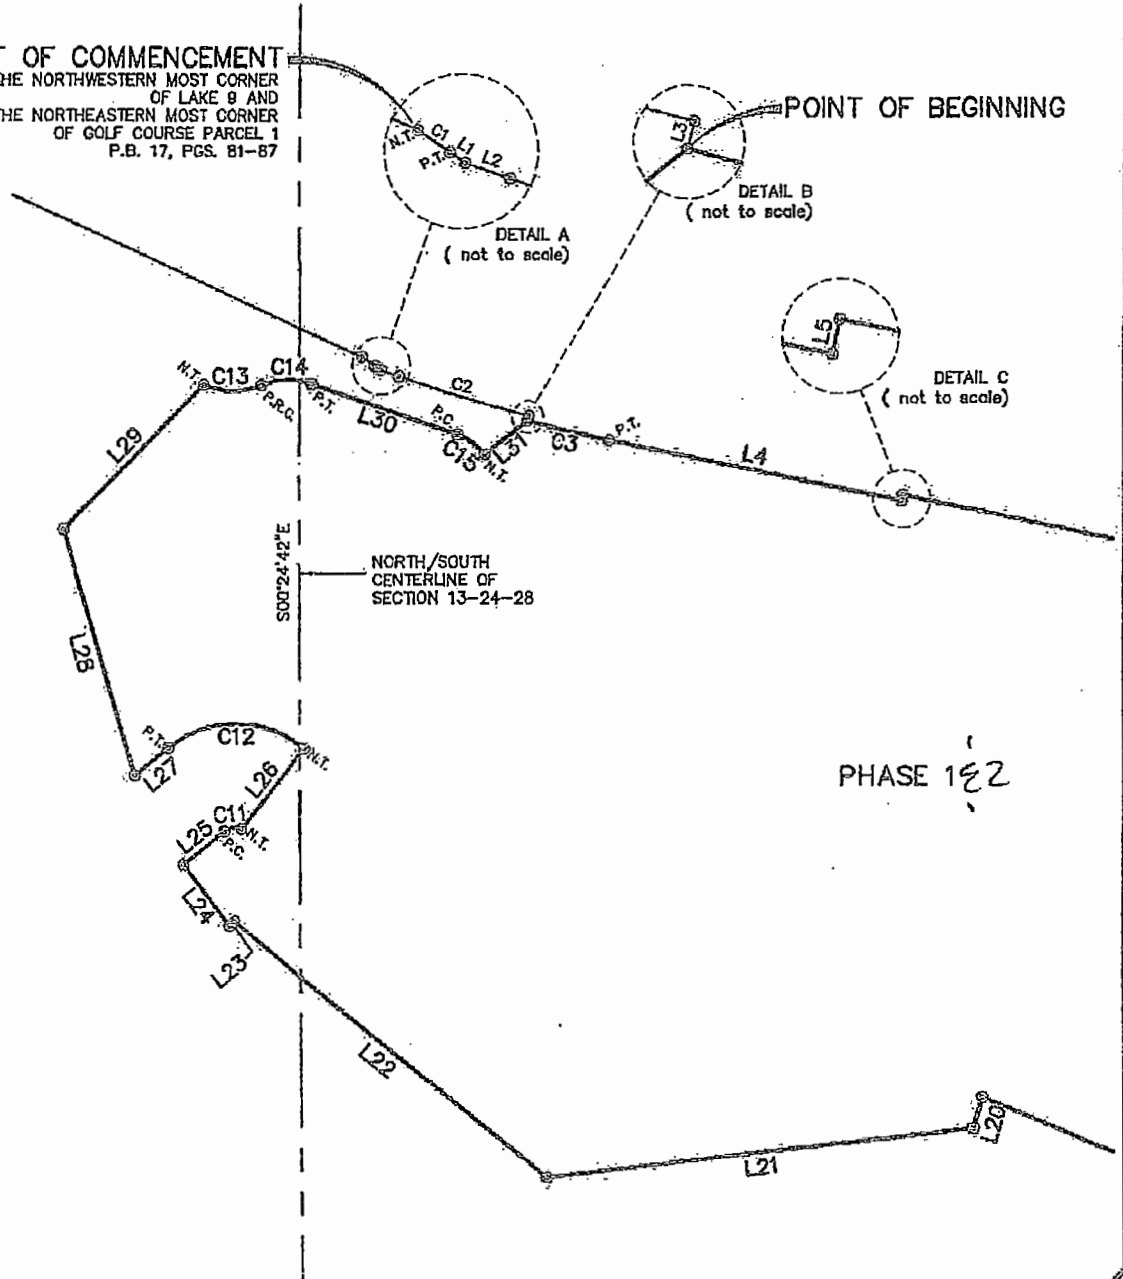 T OF COMMENCEMENT
HE NORTHWESTERN MOST CORNER
OF LAKE 9 AND
THE NORTHEASTERN MOST CORNER
OF GOLF COURSE PARCEL 1
P.B. 17, PGS. 81-87
POINT OF BEGINNING
N.T.
C1
P.T.
L1
L2
DETAIL A
( not to scale)
L3
DETAIL B
( not to scale)
L5
DETAIL C
( not to scale)
N.T.
C13
C14
P.R.C.
P.T.
L30
P.C.
C15
N.T.
L31
C2
C3
P.T.
L4
L29
S00°24'42"E
NORTH/SOUTH
CENTERLINE OF
SECTION 13-24-28
L28
P.T.
C12
N.T.
L27
L26
PHASE 1 & 2
C11
N.T.
P.C.
L25
L24
L23
L22
L21
L20